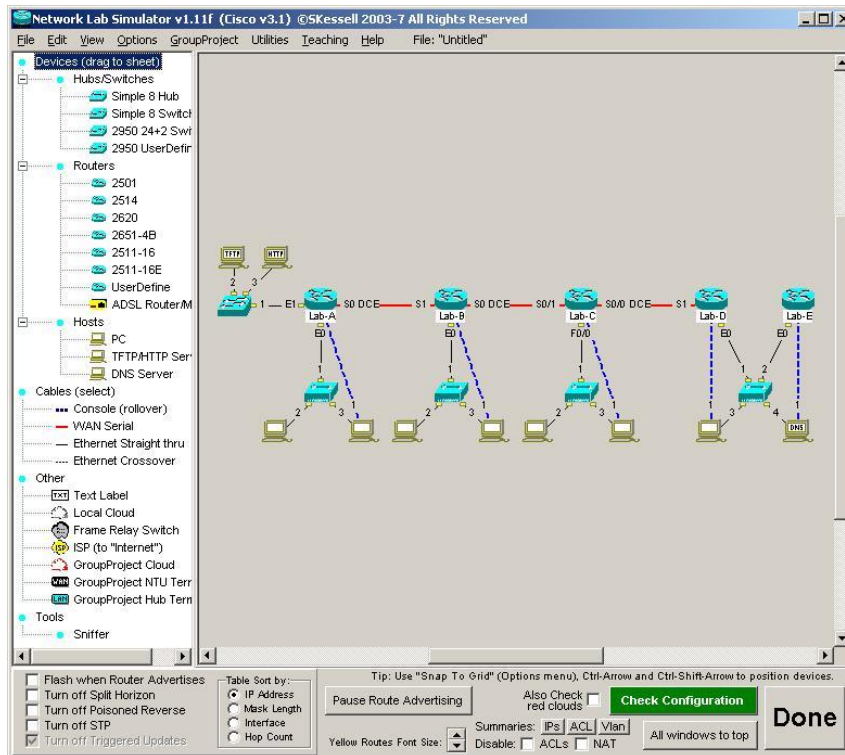 Network Lab Simulator v1.11f (Cisco v3.1) ©SKessell 2003-7 All Rights Reserved
File Edit View Options GroupProject Utilities Teaching Help File: "Untitled"
Devices (drag to sheet)
Hubs/Switches
Simple 8 Hub
Simple 8 Switch
2950 24+2 Swi
2950 UserDefin
Routers
2501
2514
2620
2651-4B
2511-16
2511-16E
UserDefine
ADSL Router/M
Hosts
PC
TFTP/HTTP Ser
DNS Server
Cables (select)
Console (rollover)
WAN Serial
Ethernet Straight thru
Ethernet Crossover
Other
TXT Text Label
Local Cloud
Frame Relay Switch
ISP ISP (to "Internet")
GroupProject Cloud
WAN GroupProject NTU Terr
LAN GroupProject Hub Tern
Tools
Sniffer
TFTP HTTP
2 3
1 E1 S0 DCE S1 S0 DCE S0/1 S0/0 DCE S1
Lab-A Lab-B Lab-C Lab-D Lab-E
E0 E0 F0/0 E0 E0
1 1 1 1 2
2 3 1 2 3 1 2 3 1 1 3 4 1
DNS
Flash when Router Advertises
Turn off Split Horizon
Turn off Poisoned Reverse
Turn off STP
Turn off Triggered Updates
Table Sort by:
IP Address
Mask Length
Interface
Hop Count
Tip: Use "Snap To Grid" (Options menu), Ctrl-Arrow and Ctrl-Shift-Arrow to position devices.
Pause Route Advertising
Also Check red clouds
Check Configuration
Yellow Routes Font Size:
Summaries: IPs ACL Vlan
Disable: ACLs NAT
All windows to top
Done